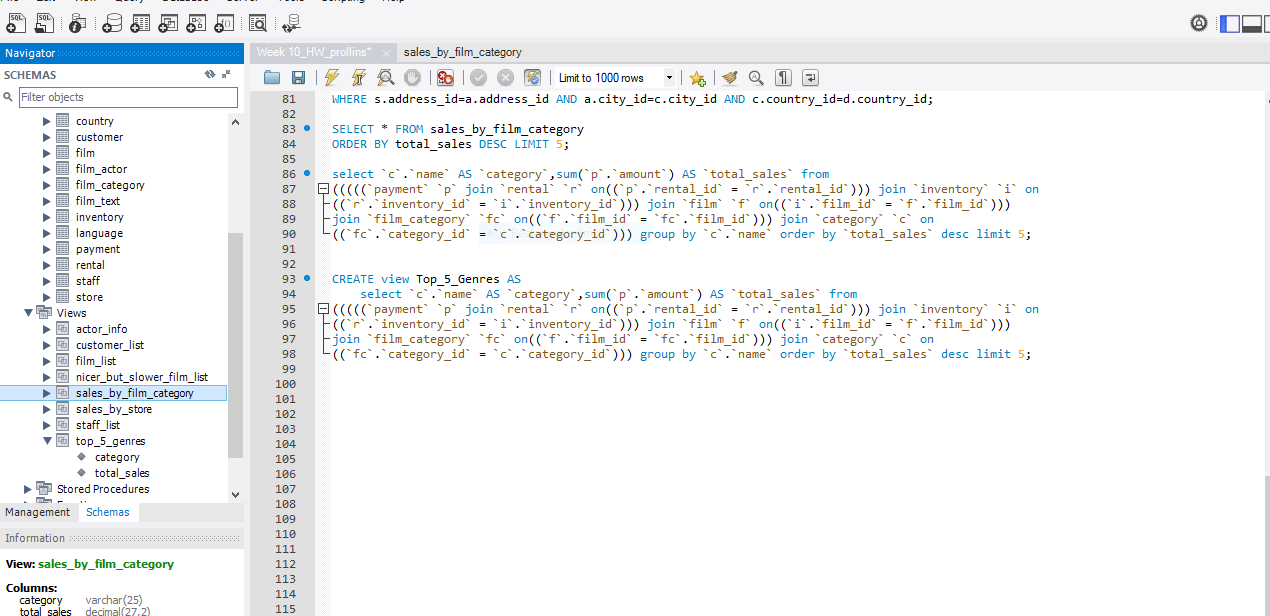 Week 10_HW_prollins*
sales_by_film_category
Navigator
SCHEMAS
Filter objects
country
customer
film
film_actor
film_category
film_text
inventory
language
payment
rental
staff
store
Views
actor_info
customer_list
film_list
nicer_but_slower_film_list
sales_by_film_category
sales_by_store
staff_list
top_5_genres
category
total_sales
Stored Procedures
Management Schemas
Information
View: sales_by_film_category
Columns:
category varchar(25)
total_sales decimal(27,2)
Limit to 1000 rows
81 WHERE s.address_id=a.address_id AND a.city_id=c.city_id AND c.country_id=d.country_id;
82
83 SELECT * FROM sales_by_film_category
84 ORDER BY total_sales DESC LIMIT 5;
85
86 select `c`.`name` AS `category`,sum(`p`.`amount`) AS `total_sales` from
87 (((((`payment` `p` join `rental` `r` on((`p`.`rental_id` = `r`.`rental_id`))) join `inventory` `i` on
88 ((`r`.`inventory_id` = `i`.`inventory_id`))) join `film` `f` on((`i`.`film_id` = `f`.`film_id`)))
89 join `film_category` `fc` on((`f`.`film_id` = `fc`.`film_id`))) join `category` `c` on
90 ((`fc`.`category_id` = `c`.`category_id`))) group by `c`.`name` order by `total_sales` desc limit 5;
91
92
93 CREATE view Top_5_Genres AS
94 select `c`.`name` AS `category`,sum(`p`.`amount`) AS `total_sales` from
95 (((((`payment` `p` join `rental` `r` on((`p`.`rental_id` = `r`.`rental_id`))) join `inventory` `i` on
96 ((`r`.`inventory_id` = `i`.`inventory_id`))) join `film` `f` on((`i`.`film_id` = `f`.`film_id`)))
97 join `film_category` `fc` on((`f`.`film_id` = `fc`.`film_id`))) join `category` `c` on
98 ((`fc`.`category_id` = `c`.`category_id`))) group by `c`.`name` order by `total_sales` desc limit 5;
99
100
101
102
103
104
105
106
107
108
109
110
111
112
113
114
115